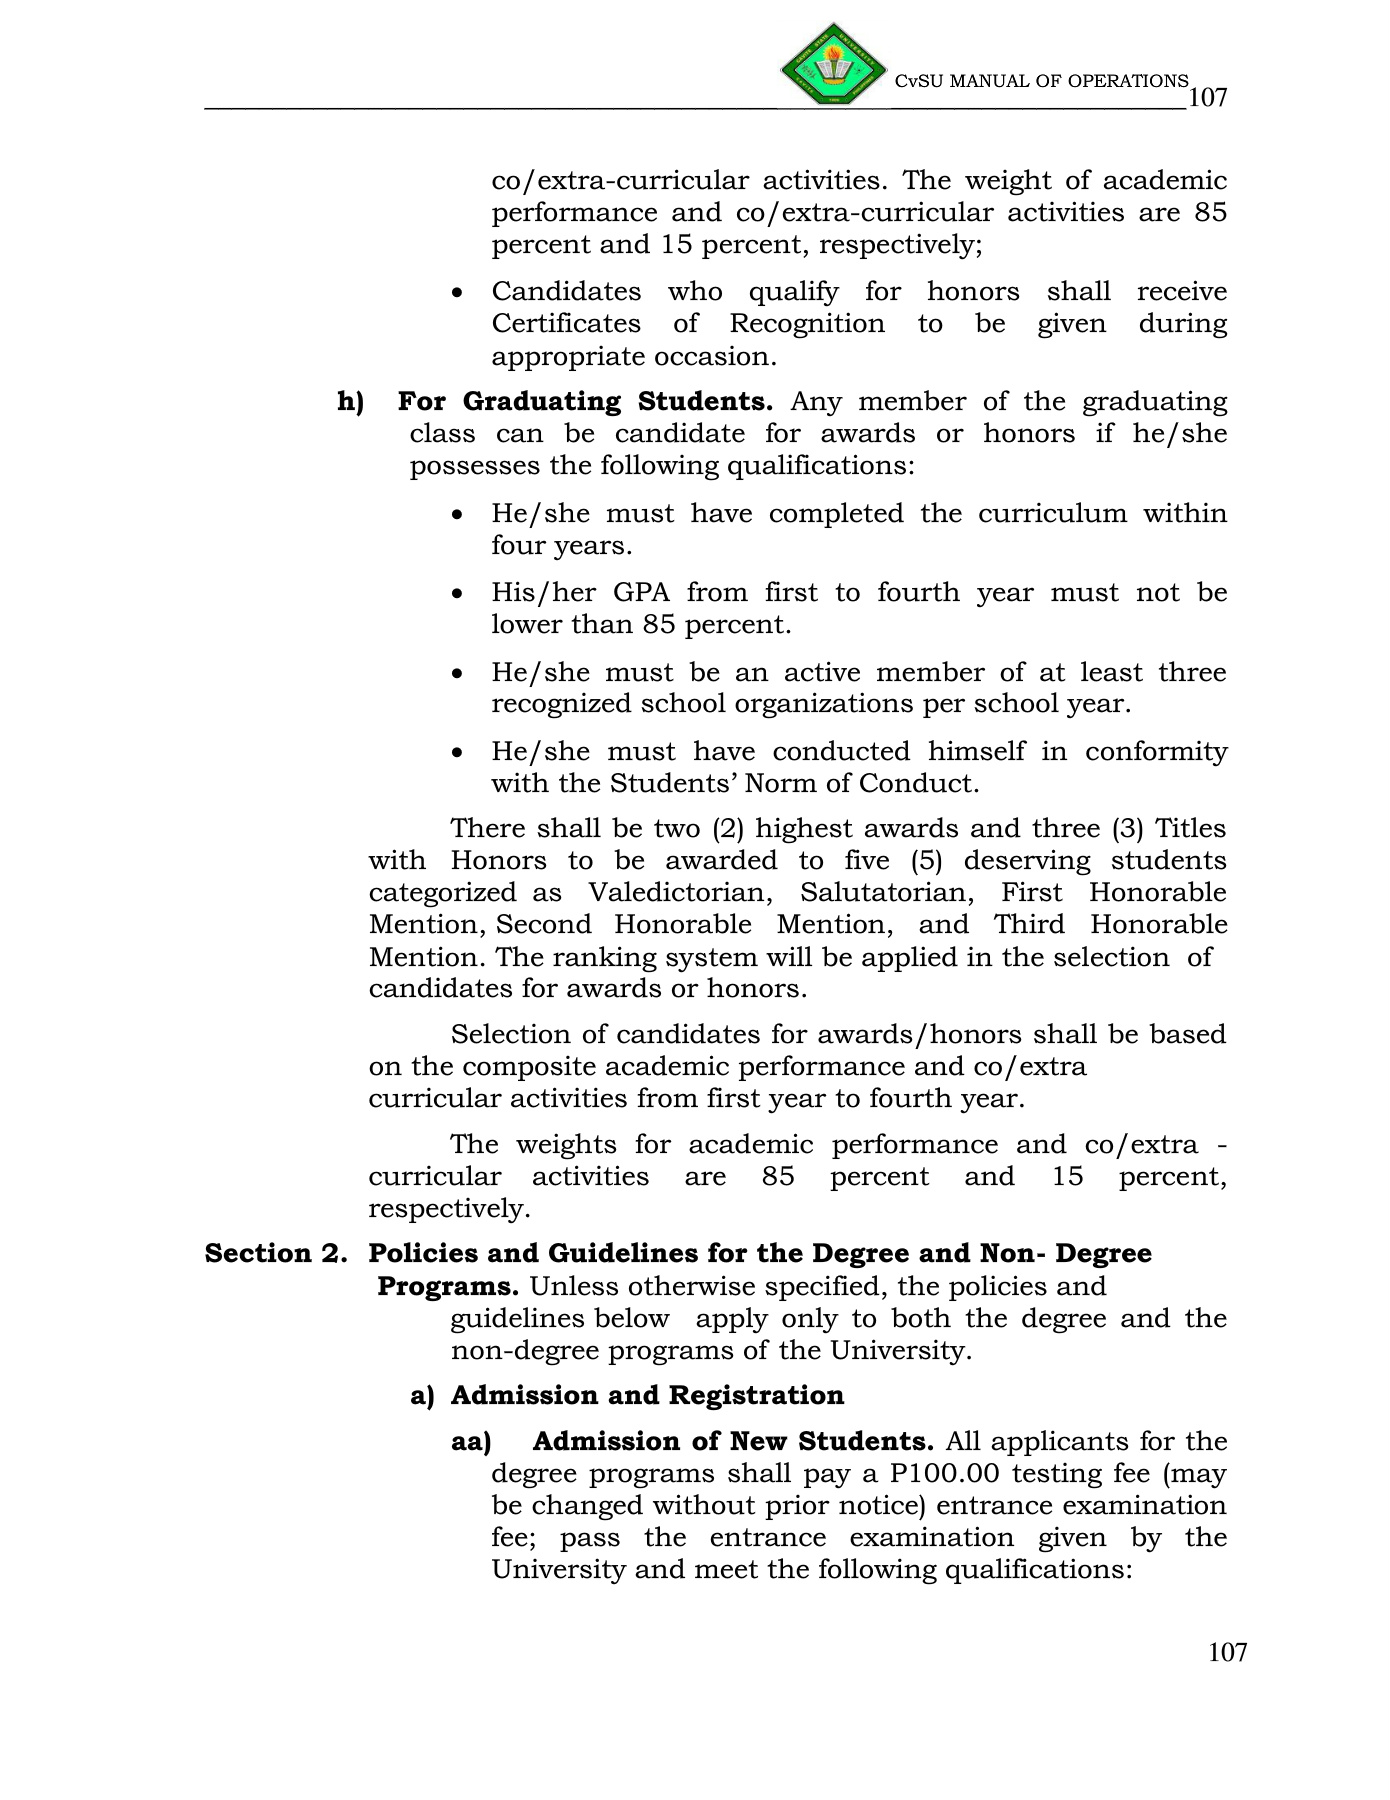 CvSU MANUAL OF OPERATIONS 107
co/extra-curricular activities. The weight of academic
performance and co/extra-curricular activities are 85
percent and 15 percent, respectively;
• Candidates who qualify for honors shall receive
Certificates of Recognition to be given during
appropriate occasion.
h) For Graduating Students. Any member of the graduating
class can be candidate for awards or honors if he/she
possesses the following qualifications:
• He/she must have completed the curriculum within
four years.
• His/her GPA from first to fourth year must not be
lower than 85 percent.
• He/she must be an active member of at least three
recognized school organizations per school year.
• He/she must have conducted himself in conformity
with the Students’ Norm of Conduct.
There shall be two (2) highest awards and three (3) Titles
with Honors to be awarded to five (5) deserving students
categorized as Valedictorian, Salutatorian, First Honorable
Mention, Second Honorable Mention, and Third Honorable
Mention. The ranking system will be applied in the selection of
candidates for awards or honors.
Selection of candidates for awards/honors shall be based
on the composite academic performance and co/extra
curricular activities from first year to fourth year.
The weights for academic performance and co/extra -
curricular activities are 85 percent and 15 percent,
respectively.
Section 2. Policies and Guidelines for the Degree and Non- Degree
Programs. Unless otherwise specified, the policies and
guidelines below apply only to both the degree and the
non-degree programs of the University.
a) Admission and Registration
aa) Admission of New Students. All applicants for the
degree programs shall pay a P100.00 testing fee (may
be changed without prior notice) entrance examination
fee; pass the entrance examination given by the
University and meet the following qualifications:
107